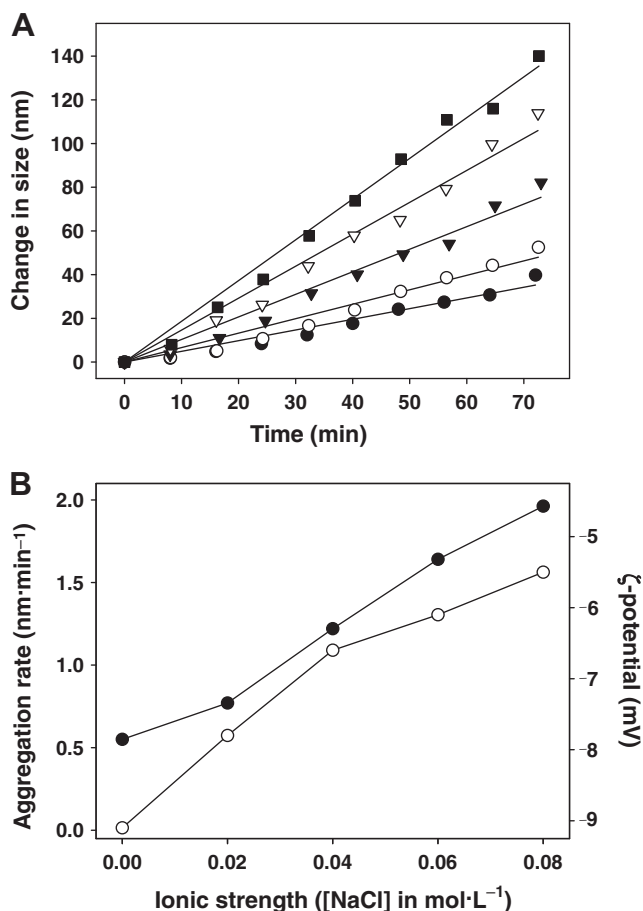 A
140
120
100
80
60
40
20
0
Change in size (nm)
0 10 20 30 40 50 60 70
Time (min)
B
2.0
1.5
1.0
0.5
0.0
Aggregation rate (nm·min⁻¹)
−5
−6
−7
−8
−9
ζ-potential (mV)
0.00 0.02 0.04 0.06 0.08
Ionic strength ([NaCl] in mol·L⁻¹)